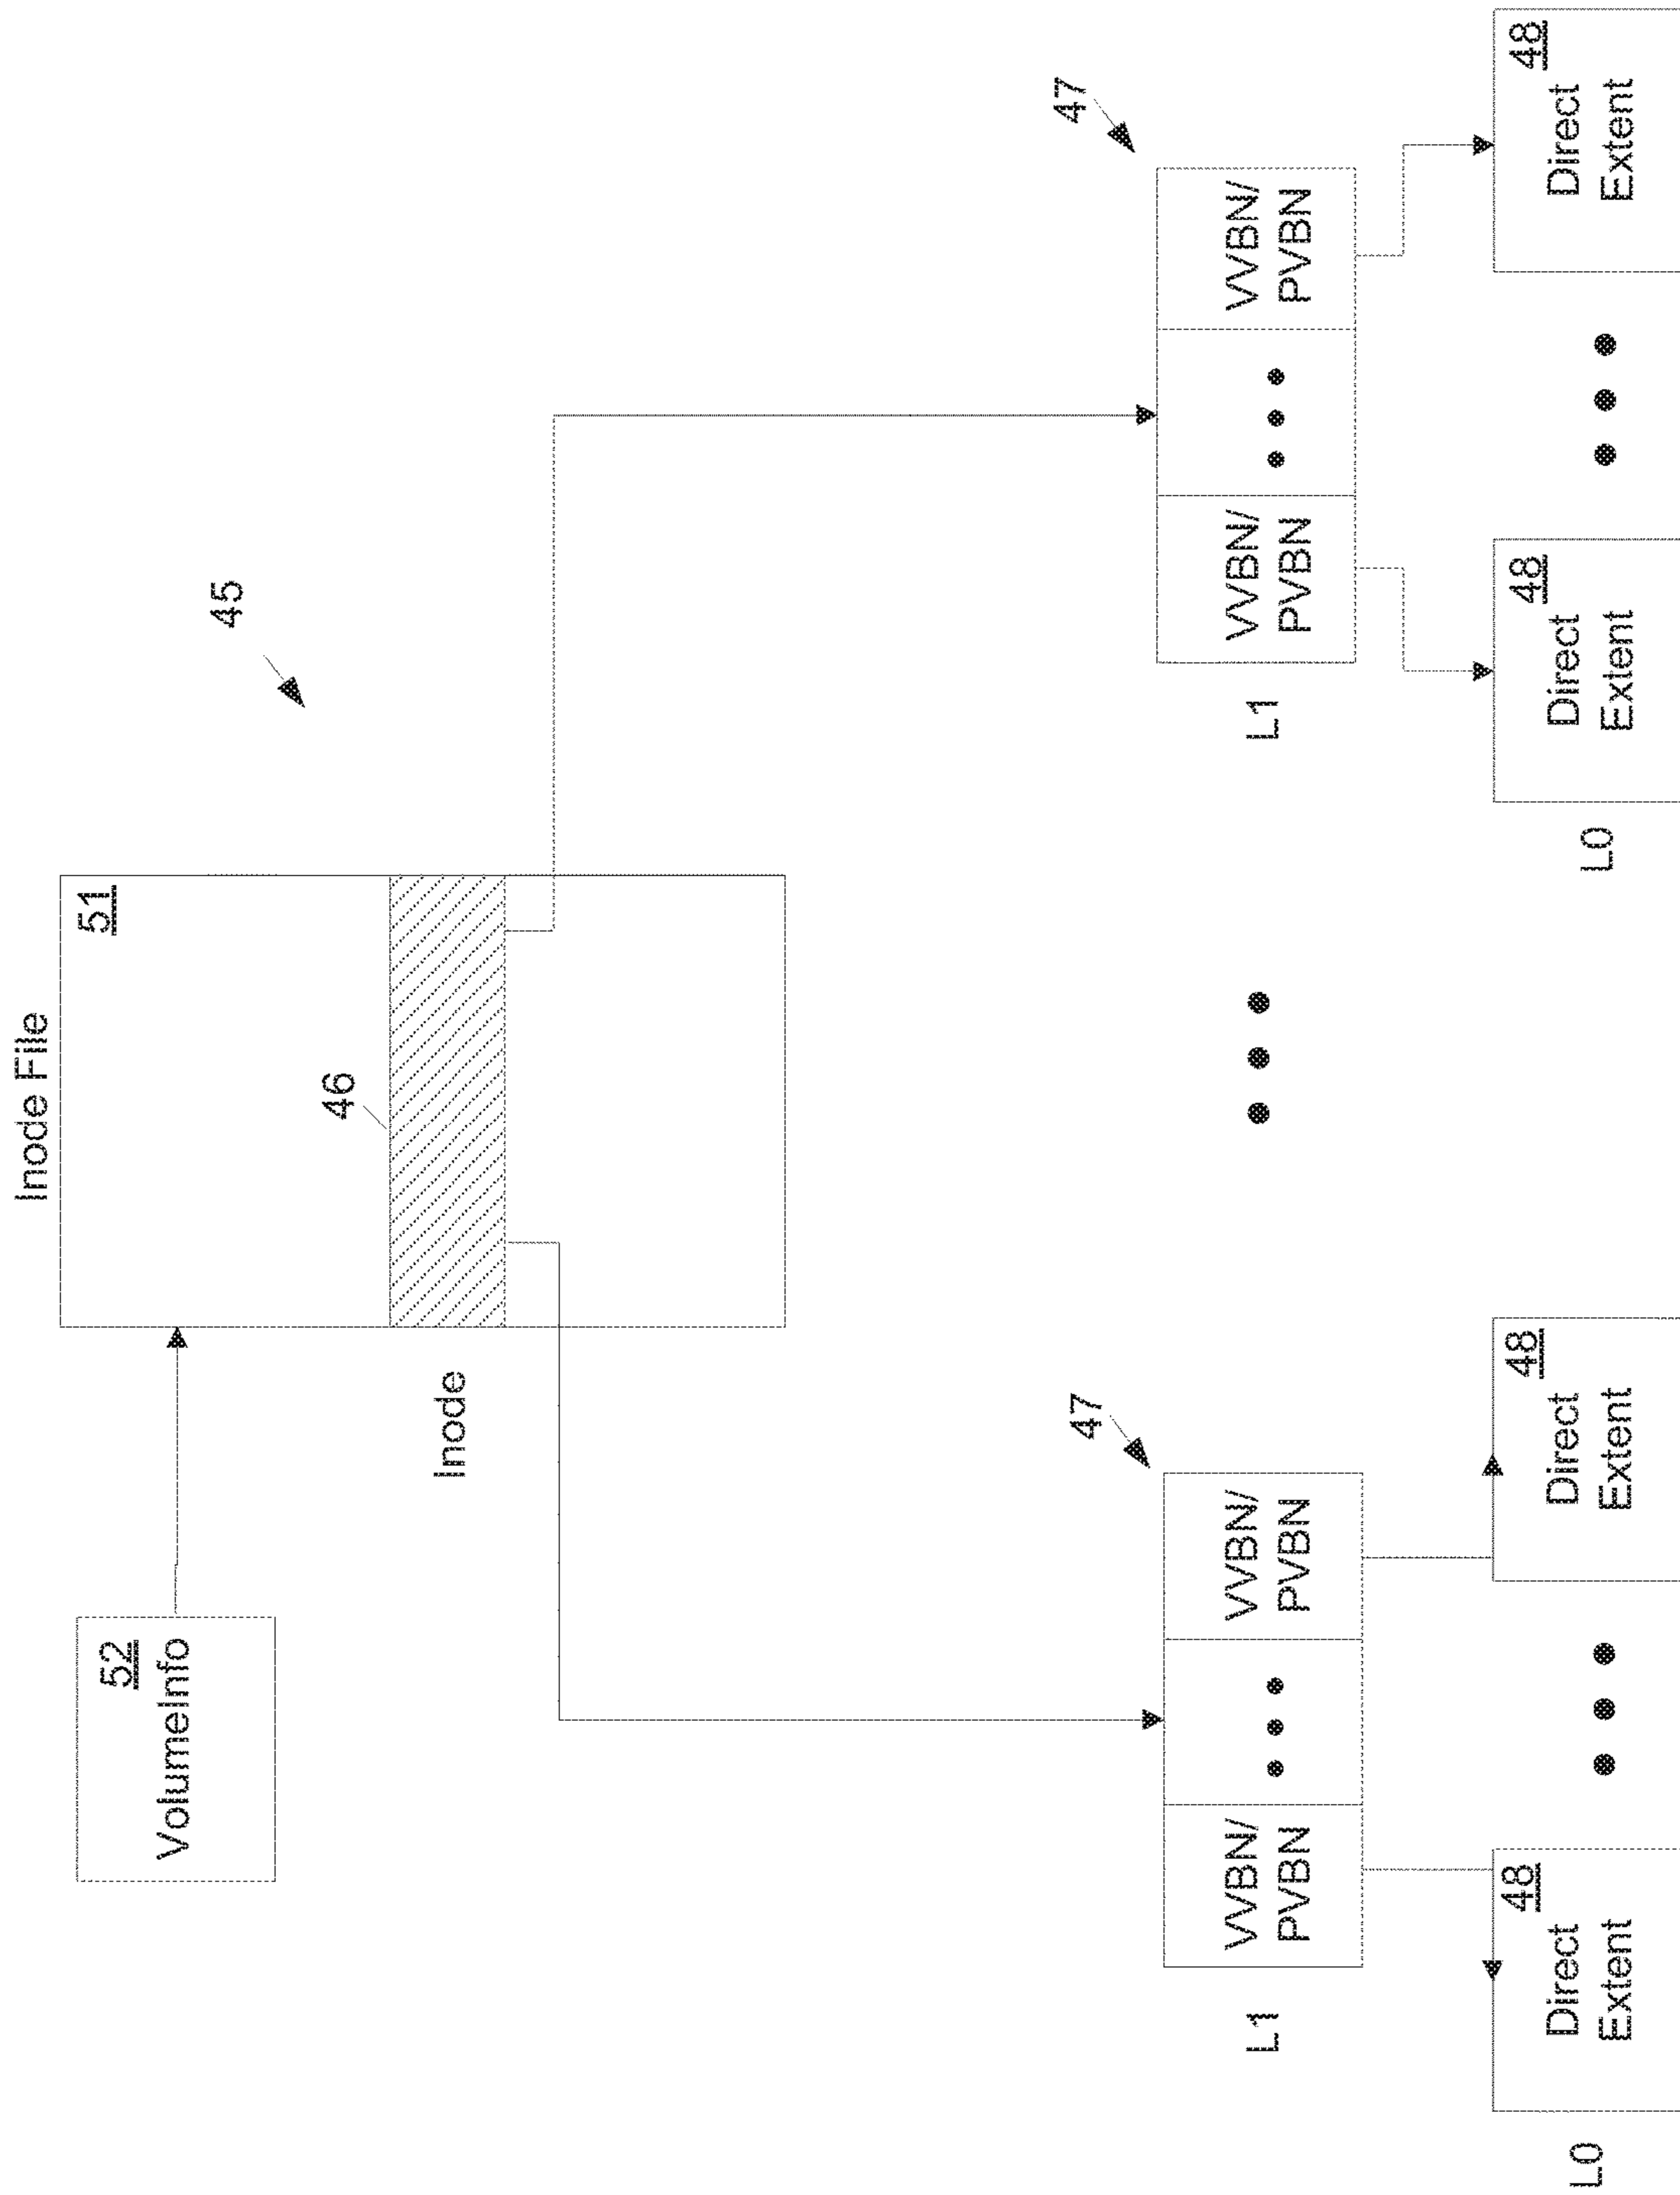 Inode File
52
VolumeInfo
51
45
46
Inode
47
47
L1
VVBN/
PVBN
VVBN/
PVBN
L1
VVBN/
PVBN
VVBN/
PVBN
L0
48
Direct
Extent
48
Direct
Extent
L0
48
Direct
Extent
48
Direct
Extent